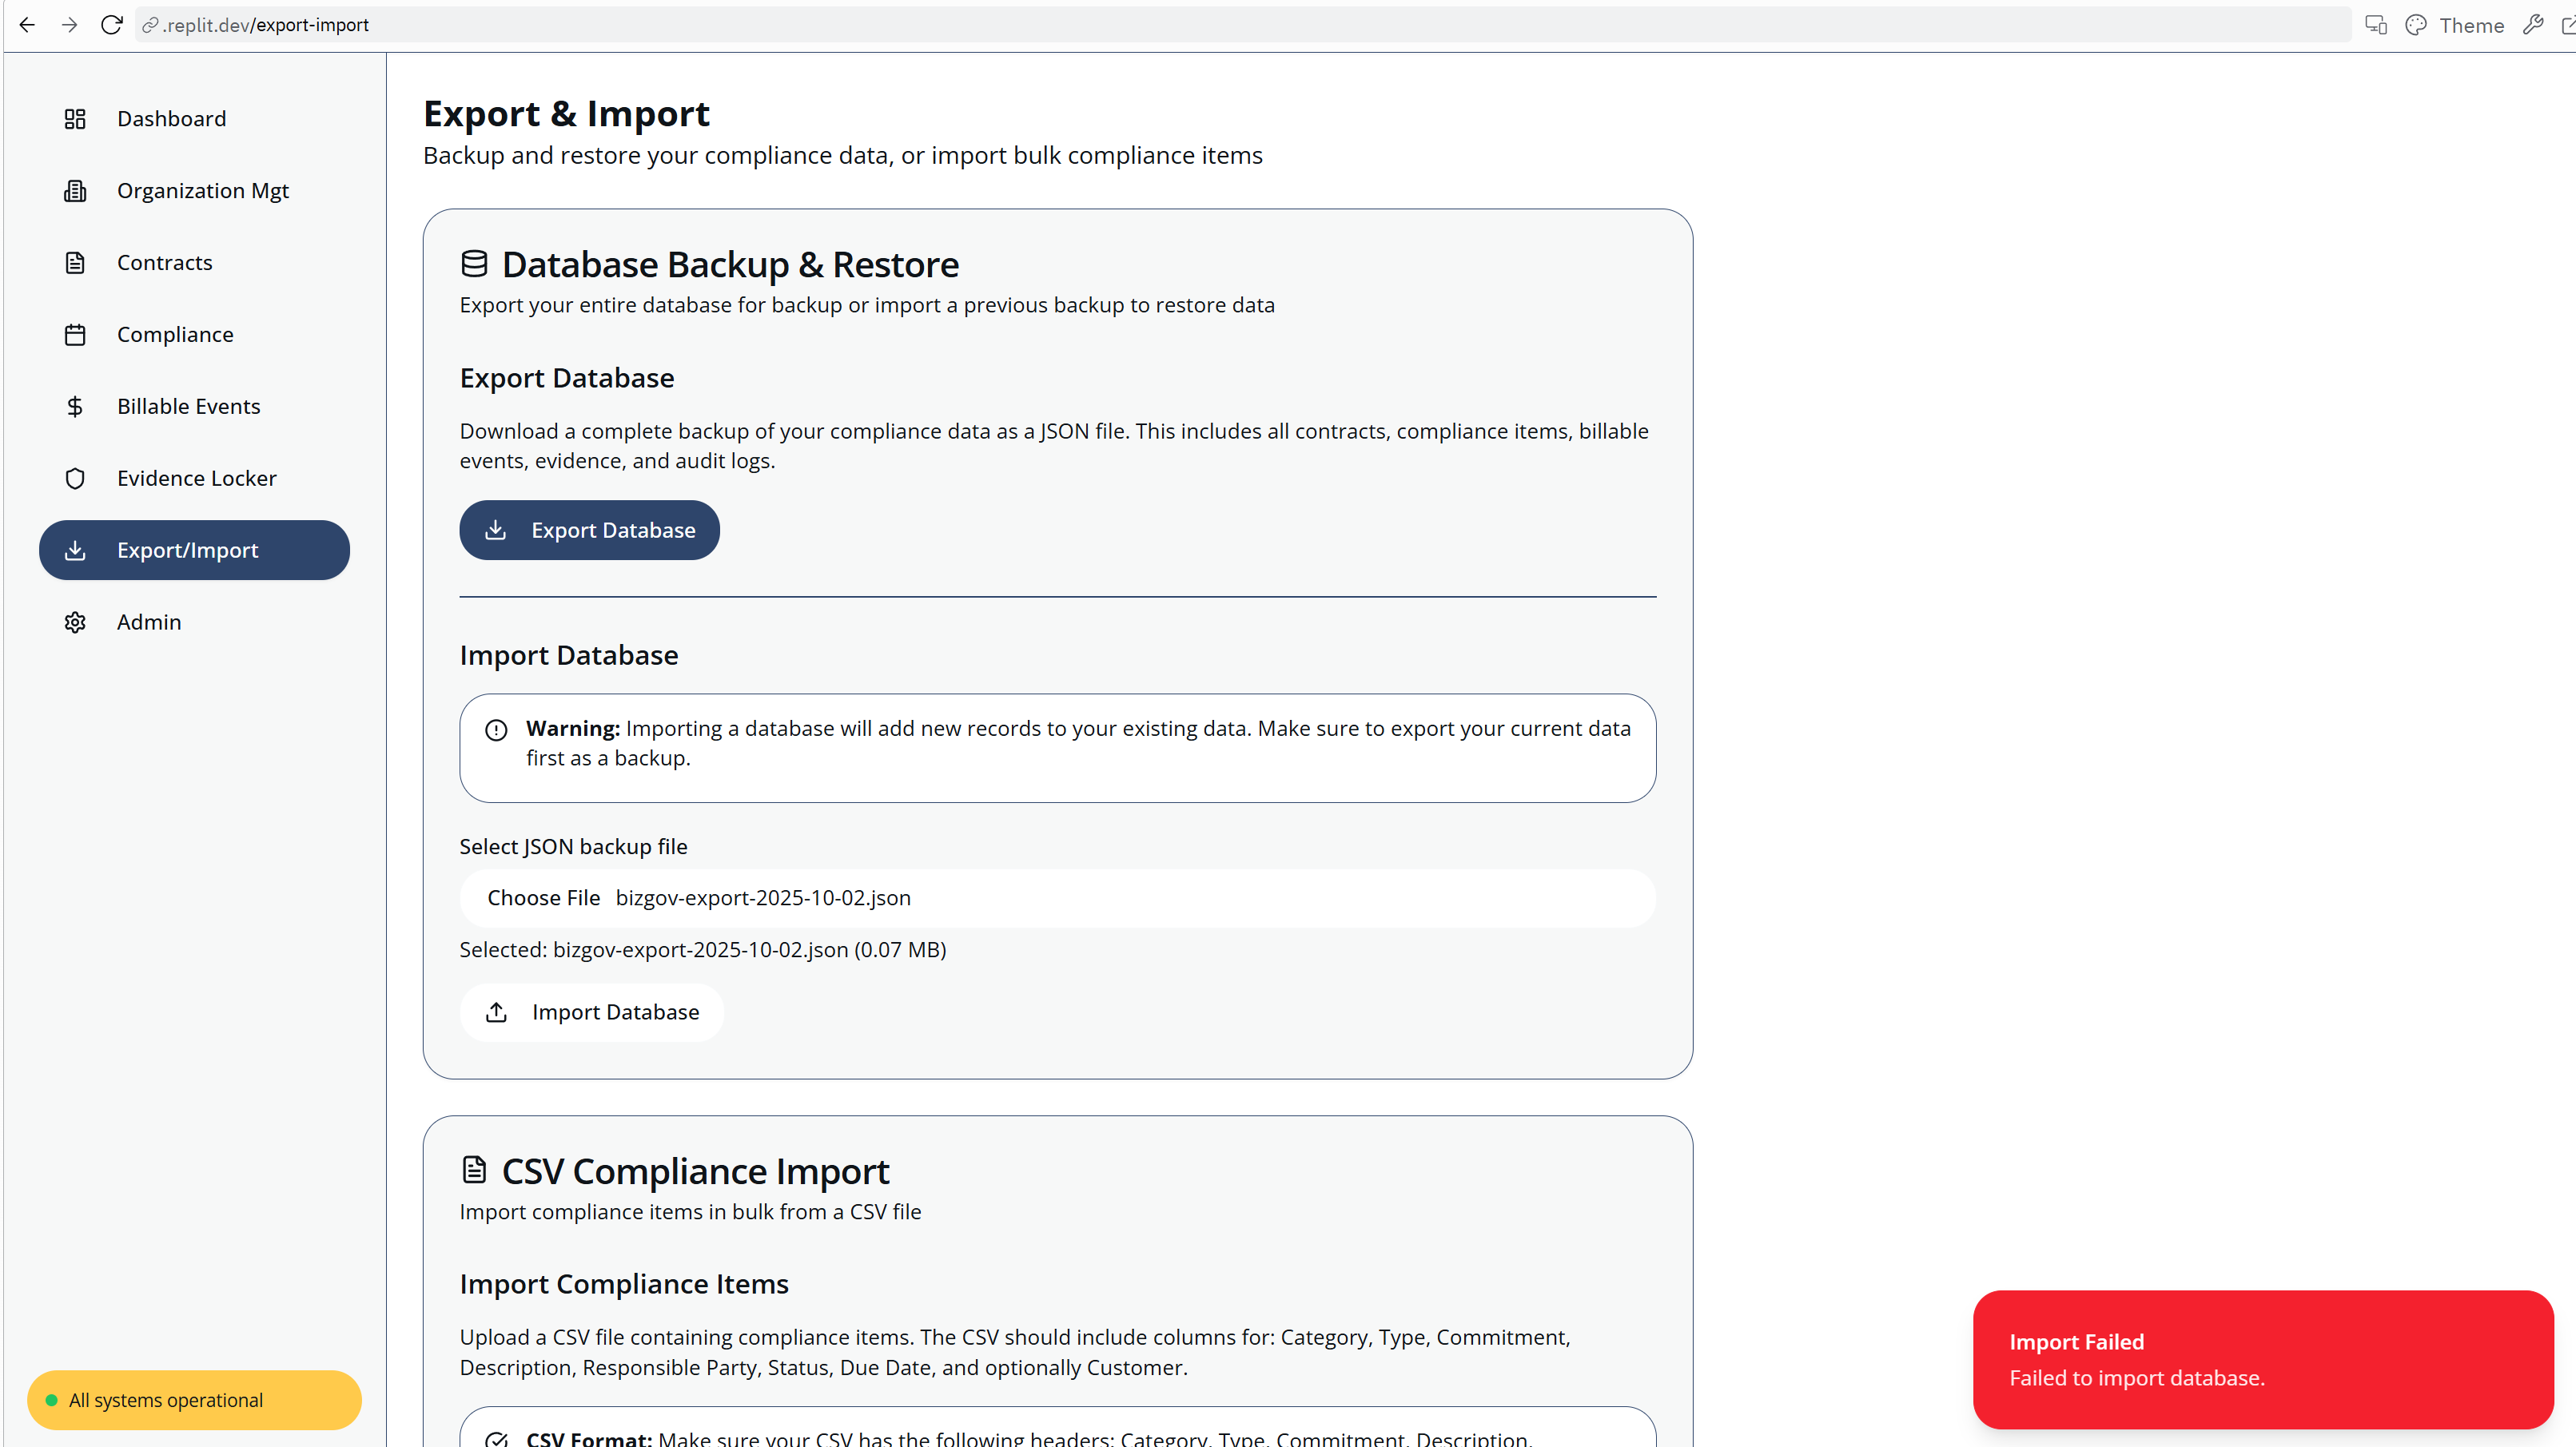 .replit.dev/export-import
Theme
Dashboard
Organization Mgt
Contracts
Compliance
Billable Events
Evidence Locker
Export/Import
Admin
All systems operational
Export & Import
Backup and restore your compliance data, or import bulk compliance items
Database Backup & Restore
Export your entire database for backup or import a previous backup to restore data
Export Database
Download a complete backup of your compliance data as a JSON file. This includes all contracts, compliance items, billable
events, evidence, and audit logs.
Export Database
Import Database
Warning: Importing a database will add new records to your existing data. Make sure to export your current data
first as a backup.
Select JSON backup file
Choose File bizgov-export-2025-10-02.json
Selected: bizgov-export-2025-10-02.json (0.07 MB)
Import Database
CSV Compliance Import
Import compliance items in bulk from a CSV file
Import Compliance Items
Upload a CSV file containing compliance items. The CSV should include columns for: Category, Type, Commitment,
Description, Responsible Party, Status, Due Date, and optionally Customer.
CSV Format: Make sure your CSV has the following headers: Category, Type, Commitment, Description,
Import Failed
Failed to import database.